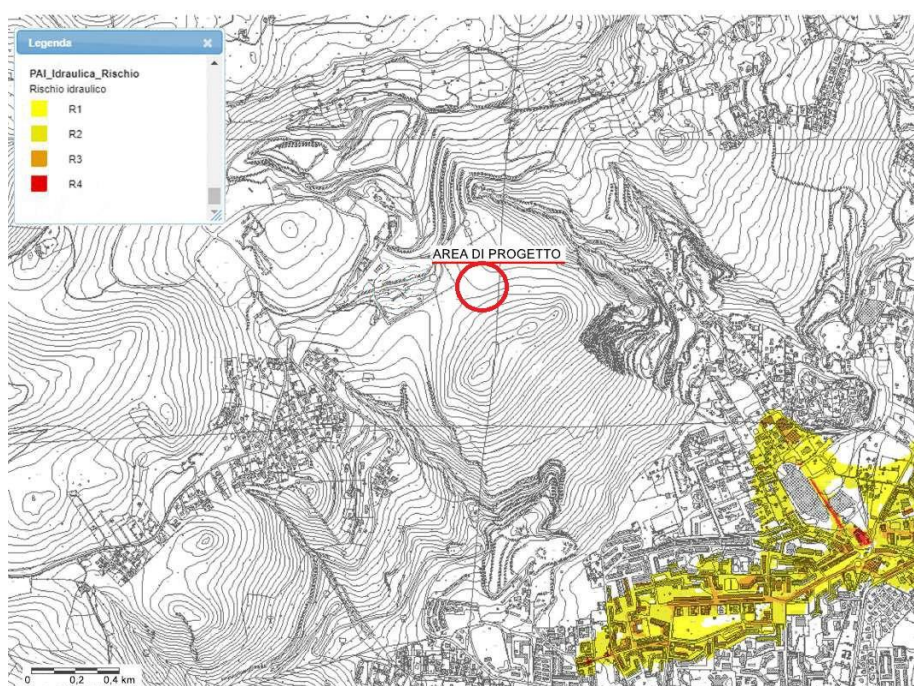 Legenda
PAI_Idraulica_Rischio
Rischio idraulico
R1
R2
R3
R4
AREA DI PROGETTO
0 0,2 0,4 km